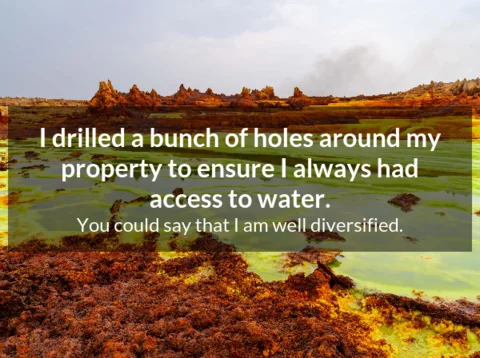 I drilled a bunch of holes around my
property to ensure I always had
access to water.
You could say that I am well diversified.